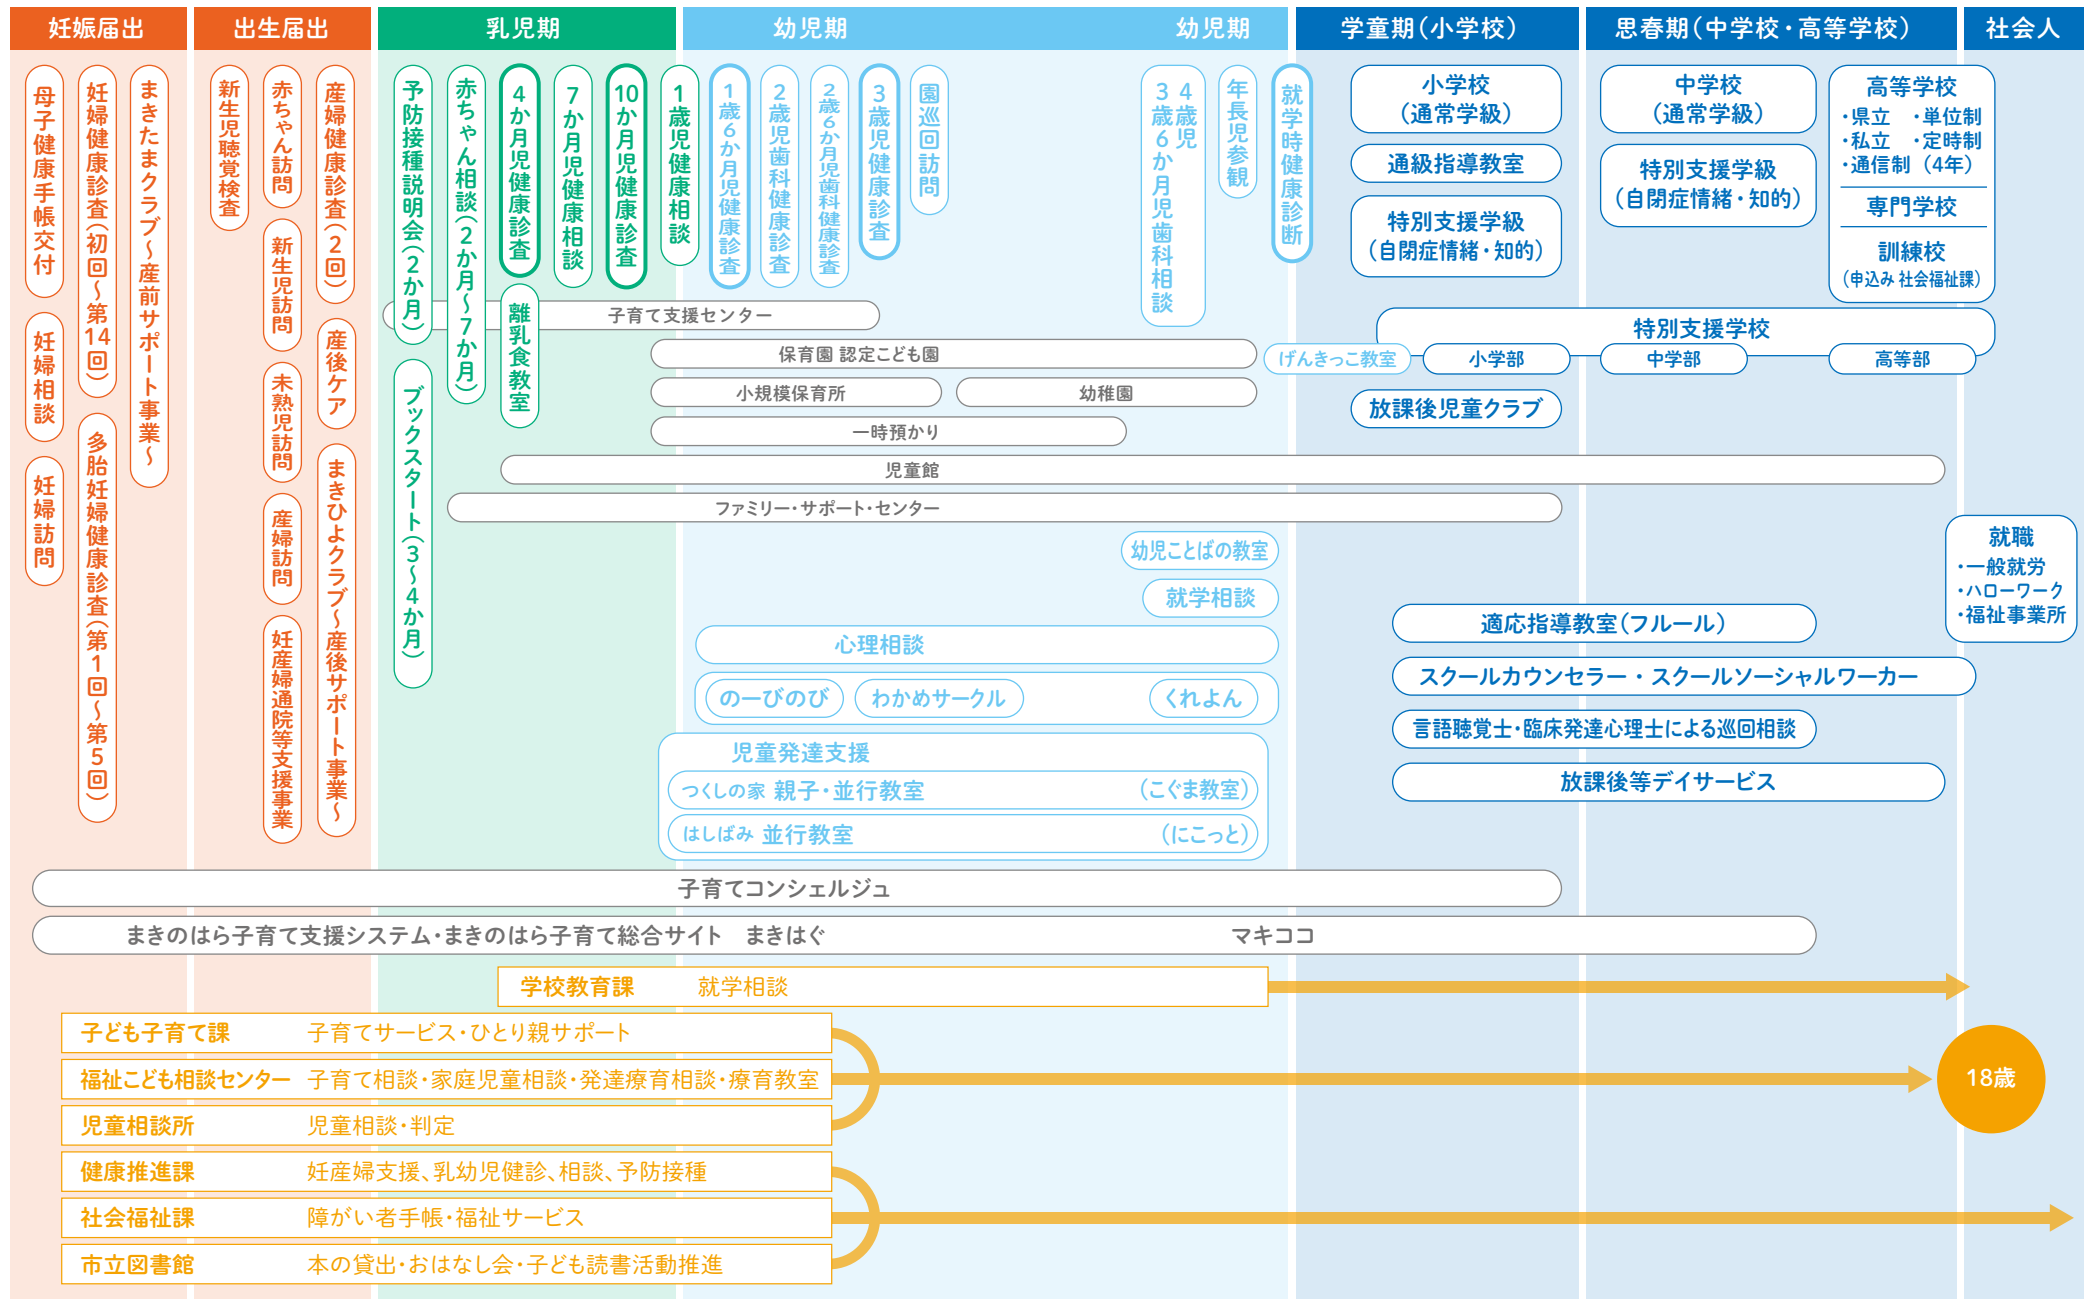 妊娠届出
出生届出
乳児期
幼児期
幼児期
学童期(小学校)
思春期(中学校・高等学校)
社会人
母子健康手帳交付
妊婦相談
妊婦訪問
妊婦健康診査(初回〜第14回)
多胎妊婦健康診査(第1回〜第5回)
まきたまクラブ〜産前サポート事業〜
新生児聴覚検査
赤ちゃん訪問
新生児訪問
未熟児訪問
産婦訪問
妊産婦通院等支援事業
産婦健康診査(2回)
産後ケア
まきひよクラブ〜産後サポート事業〜
予防接種説明会(2か月)
ブックスタート(3〜4か月)
赤ちゃん相談(2か月〜7か月)
4か月児健康診査
離乳食教室
7か月児健康相談
10か月児健康診査
1歳児健康相談
1歳6か月児健康診査
2歳児歯科健康診査
2歳6か月児歯科健康診査
3歳児健康診査
園巡回訪問
4歳児
3歳6か月児歯科相談
年長児参観
就学時健康診断
小学校
(通常学級)
通級指導教室
特別支援学級
(自閉症情緒・知的)
中学校
(通常学級)
特別支援学級
(自閉症情緒・知的)
高等学校
・県立 ・単位制
・私立 ・定時制
・通信制(4年)
専門学校
訓練校
(申込み 社会福祉課)
子育て支援センター
特別支援学校
保育園 認定こども園
げんきっこ教室
小学部
中学部
高等部
小規模保育所
幼稚園
放課後児童クラブ
一時預かり
児童館
ファミリー・サポート・センター
幼児ことばの教室
就学相談
就職
・一般就労
・ハローワーク
・福祉事業所
適応指導教室(フルール)
心理相談
スクールカウンセラー・スクールソーシャルワーカー
のーびのび
わかめサークル
くれよん
言語聴覚士・臨床発達心理士による巡回相談
児童発達支援
つくしの家 親子・並行教室
(こぐま教室)
放課後等デイサービス
はしばみ 並行教室
(にこっと)
子育てコンシェルジュ
まきのはら子育て支援システム・まきのはら子育て総合サイト まきはぐ
マキココ
学校教育課 就学相談
子ども子育て課 子育てサービス・ひとり親サポート
福祉こども相談センター 子育て相談・家庭児童相談・発達療育相談・療育教室
18歳
児童相談所 児童相談・判定
健康推進課 妊産婦支援、乳幼児健診、相談、予防接種
社会福祉課 障がい者手帳・福祉サービス
市立図書館 本の貸出・おはなし会・子ども読書活動推進